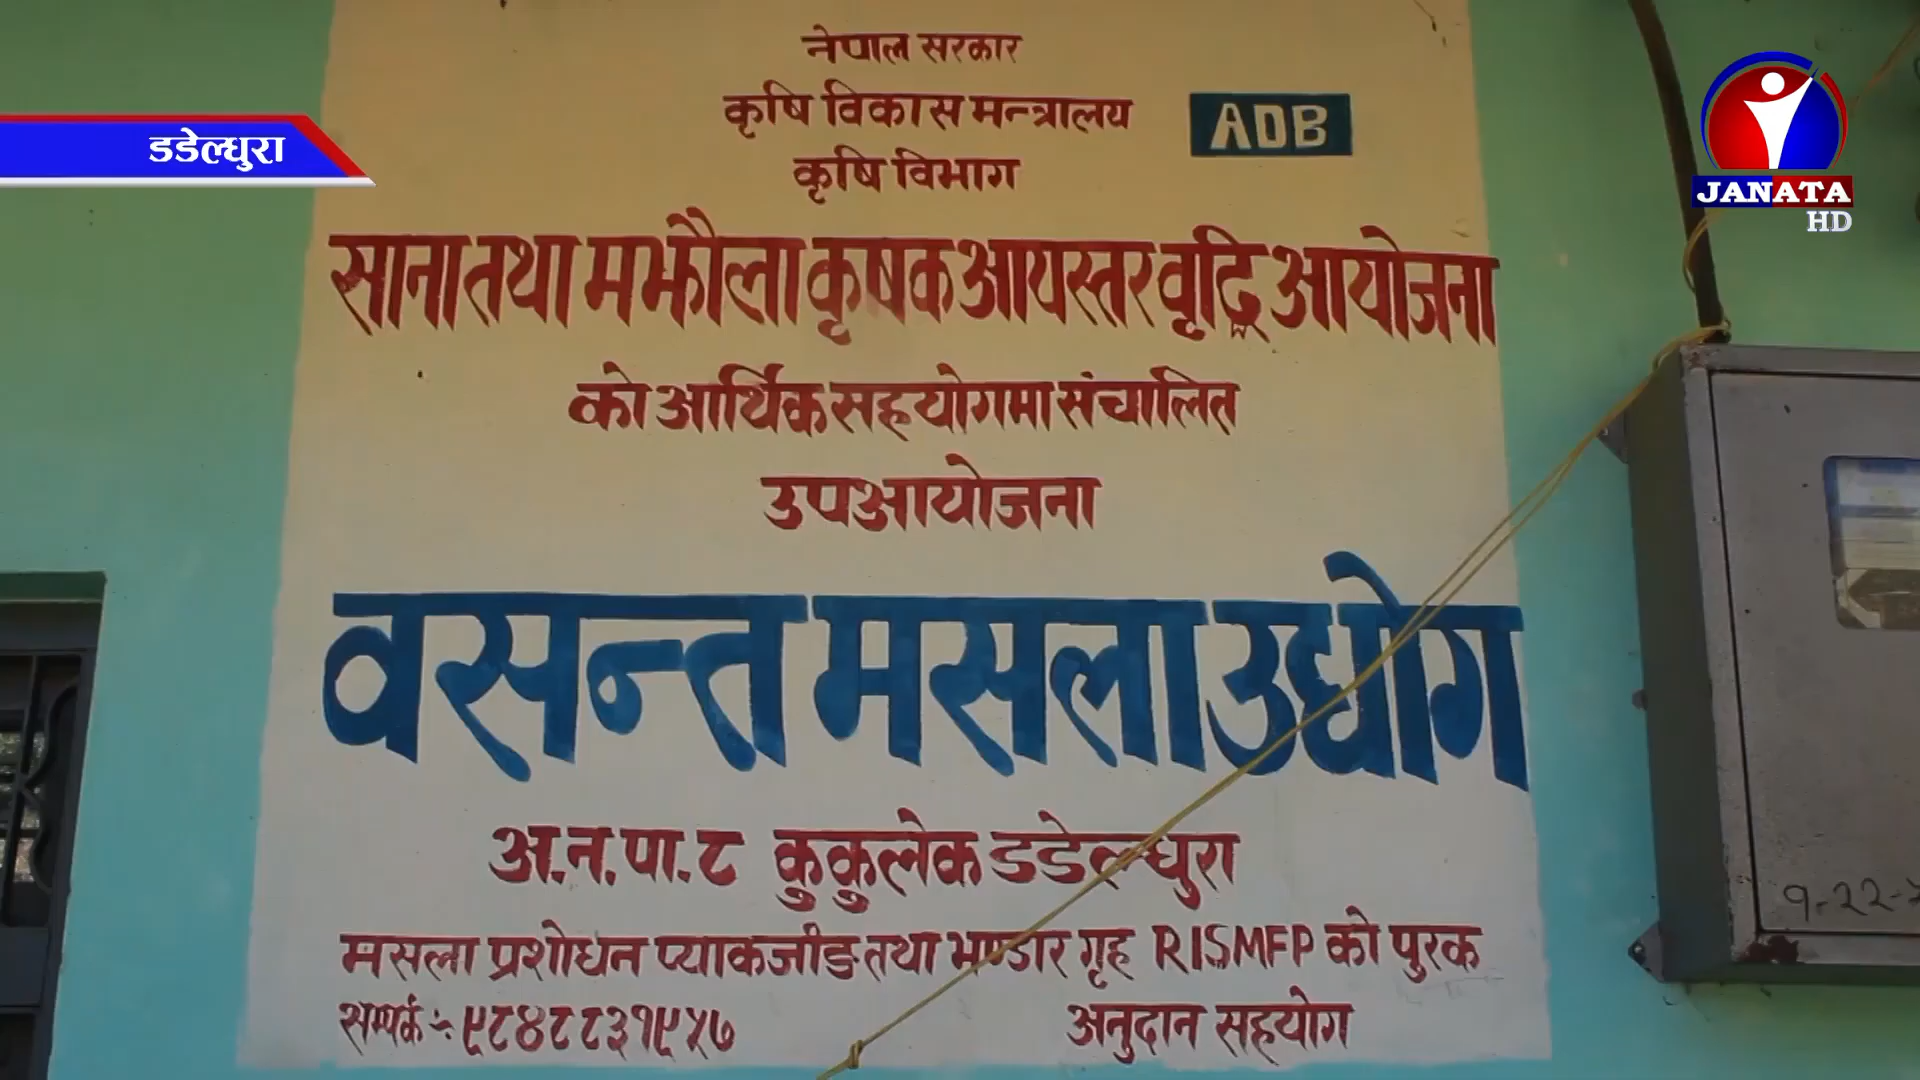 नेपाल सरकार
कृषि विकास मन्त्रालय
ADB
कृषि विभाग
डडेल्धुरा
JANATA
HD
साना तथा मझौला कृषक आयस्तर वृद्धि आयोजना
को आर्थिक सहयोगमा संचालित
उपआयोजना
वसन्त मसला उद्योग
अ.न.पा. ८ कुकुलेक डडेल्धुरा
मसला प्रशोधन प्याकजीङ तथा भण्डार गृह RISMFP को पुरक
सम्पर्क :- ९८४८८३१९५७ अनुदान सहयोग